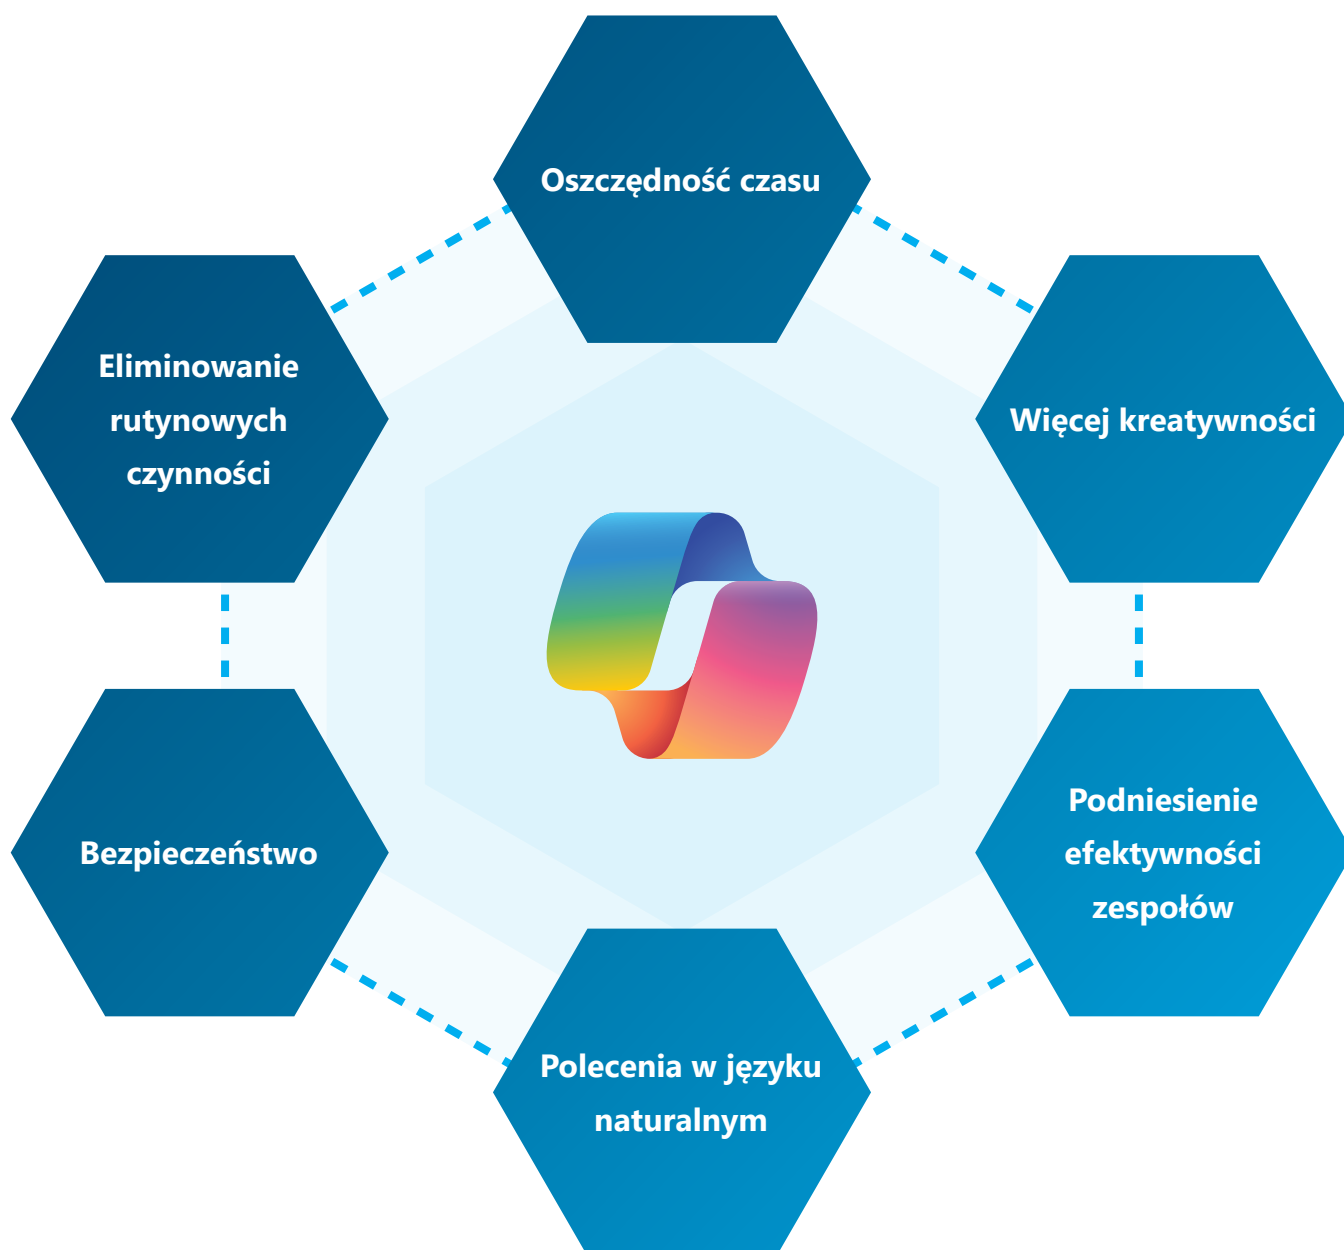 Oszczędność czasu
Eliminowanie
rutynowych
czynności
Więcej kreatywności
Bezpieczeństwo
Podniesienie
efektywności
zespołów
Polecenia w języku
naturalnym